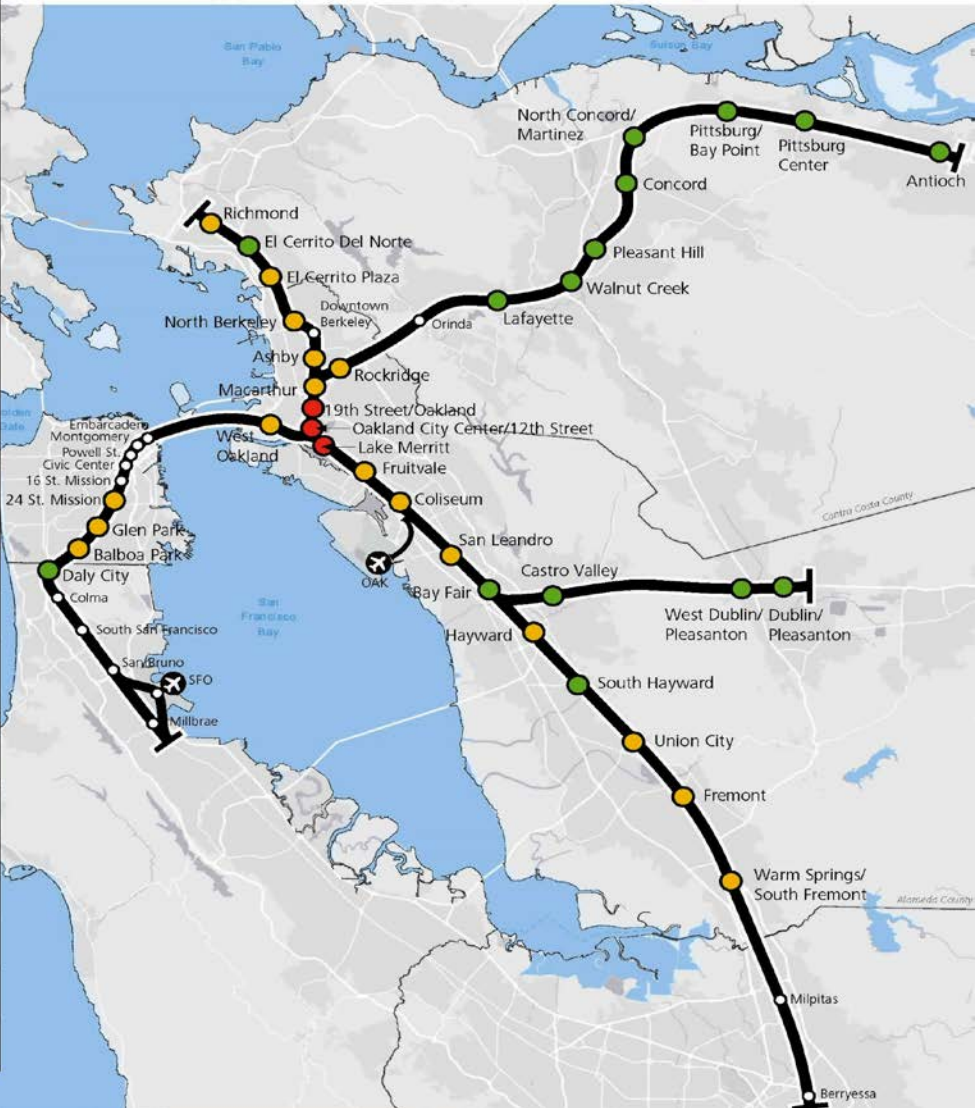 San Pablo
Bay
Suisun Bay
North Concord/
Martinez
Pittsburg/
Bay Point
Pittsburg
Center
Antioch
Concord
Richmond
El Cerrito Del Norte
Pleasant Hill
El Cerrito Plaza
Walnut Creek
Downtown
Berkeley
North Berkeley
Orinda
Lafayette
Ashby
Rockridge
Macarthur
19th Street/Oakland
Oakland City Center/12th Street
West
Oakland
Lake Merritt
Fruitvale
Coliseum
Embarcadero
Montgomery
Powell St.
Civic Center
16 St. Mission
24 St. Mission
Glen Park
Balboa Park
Daly City
Colma
South San Francisco
San Bruno
SFO
Millbrae
Contra Costa County
San Leandro
OAK
Bay Fair
Castro Valley
West Dublin/
Pleasanton
Dublin/
Pleasanton
San
Francisco
Bay
Hayward
South Hayward
Union City
Fremont
Warm Springs/
South Fremont
Alameda County
Milpitas
Berryessa